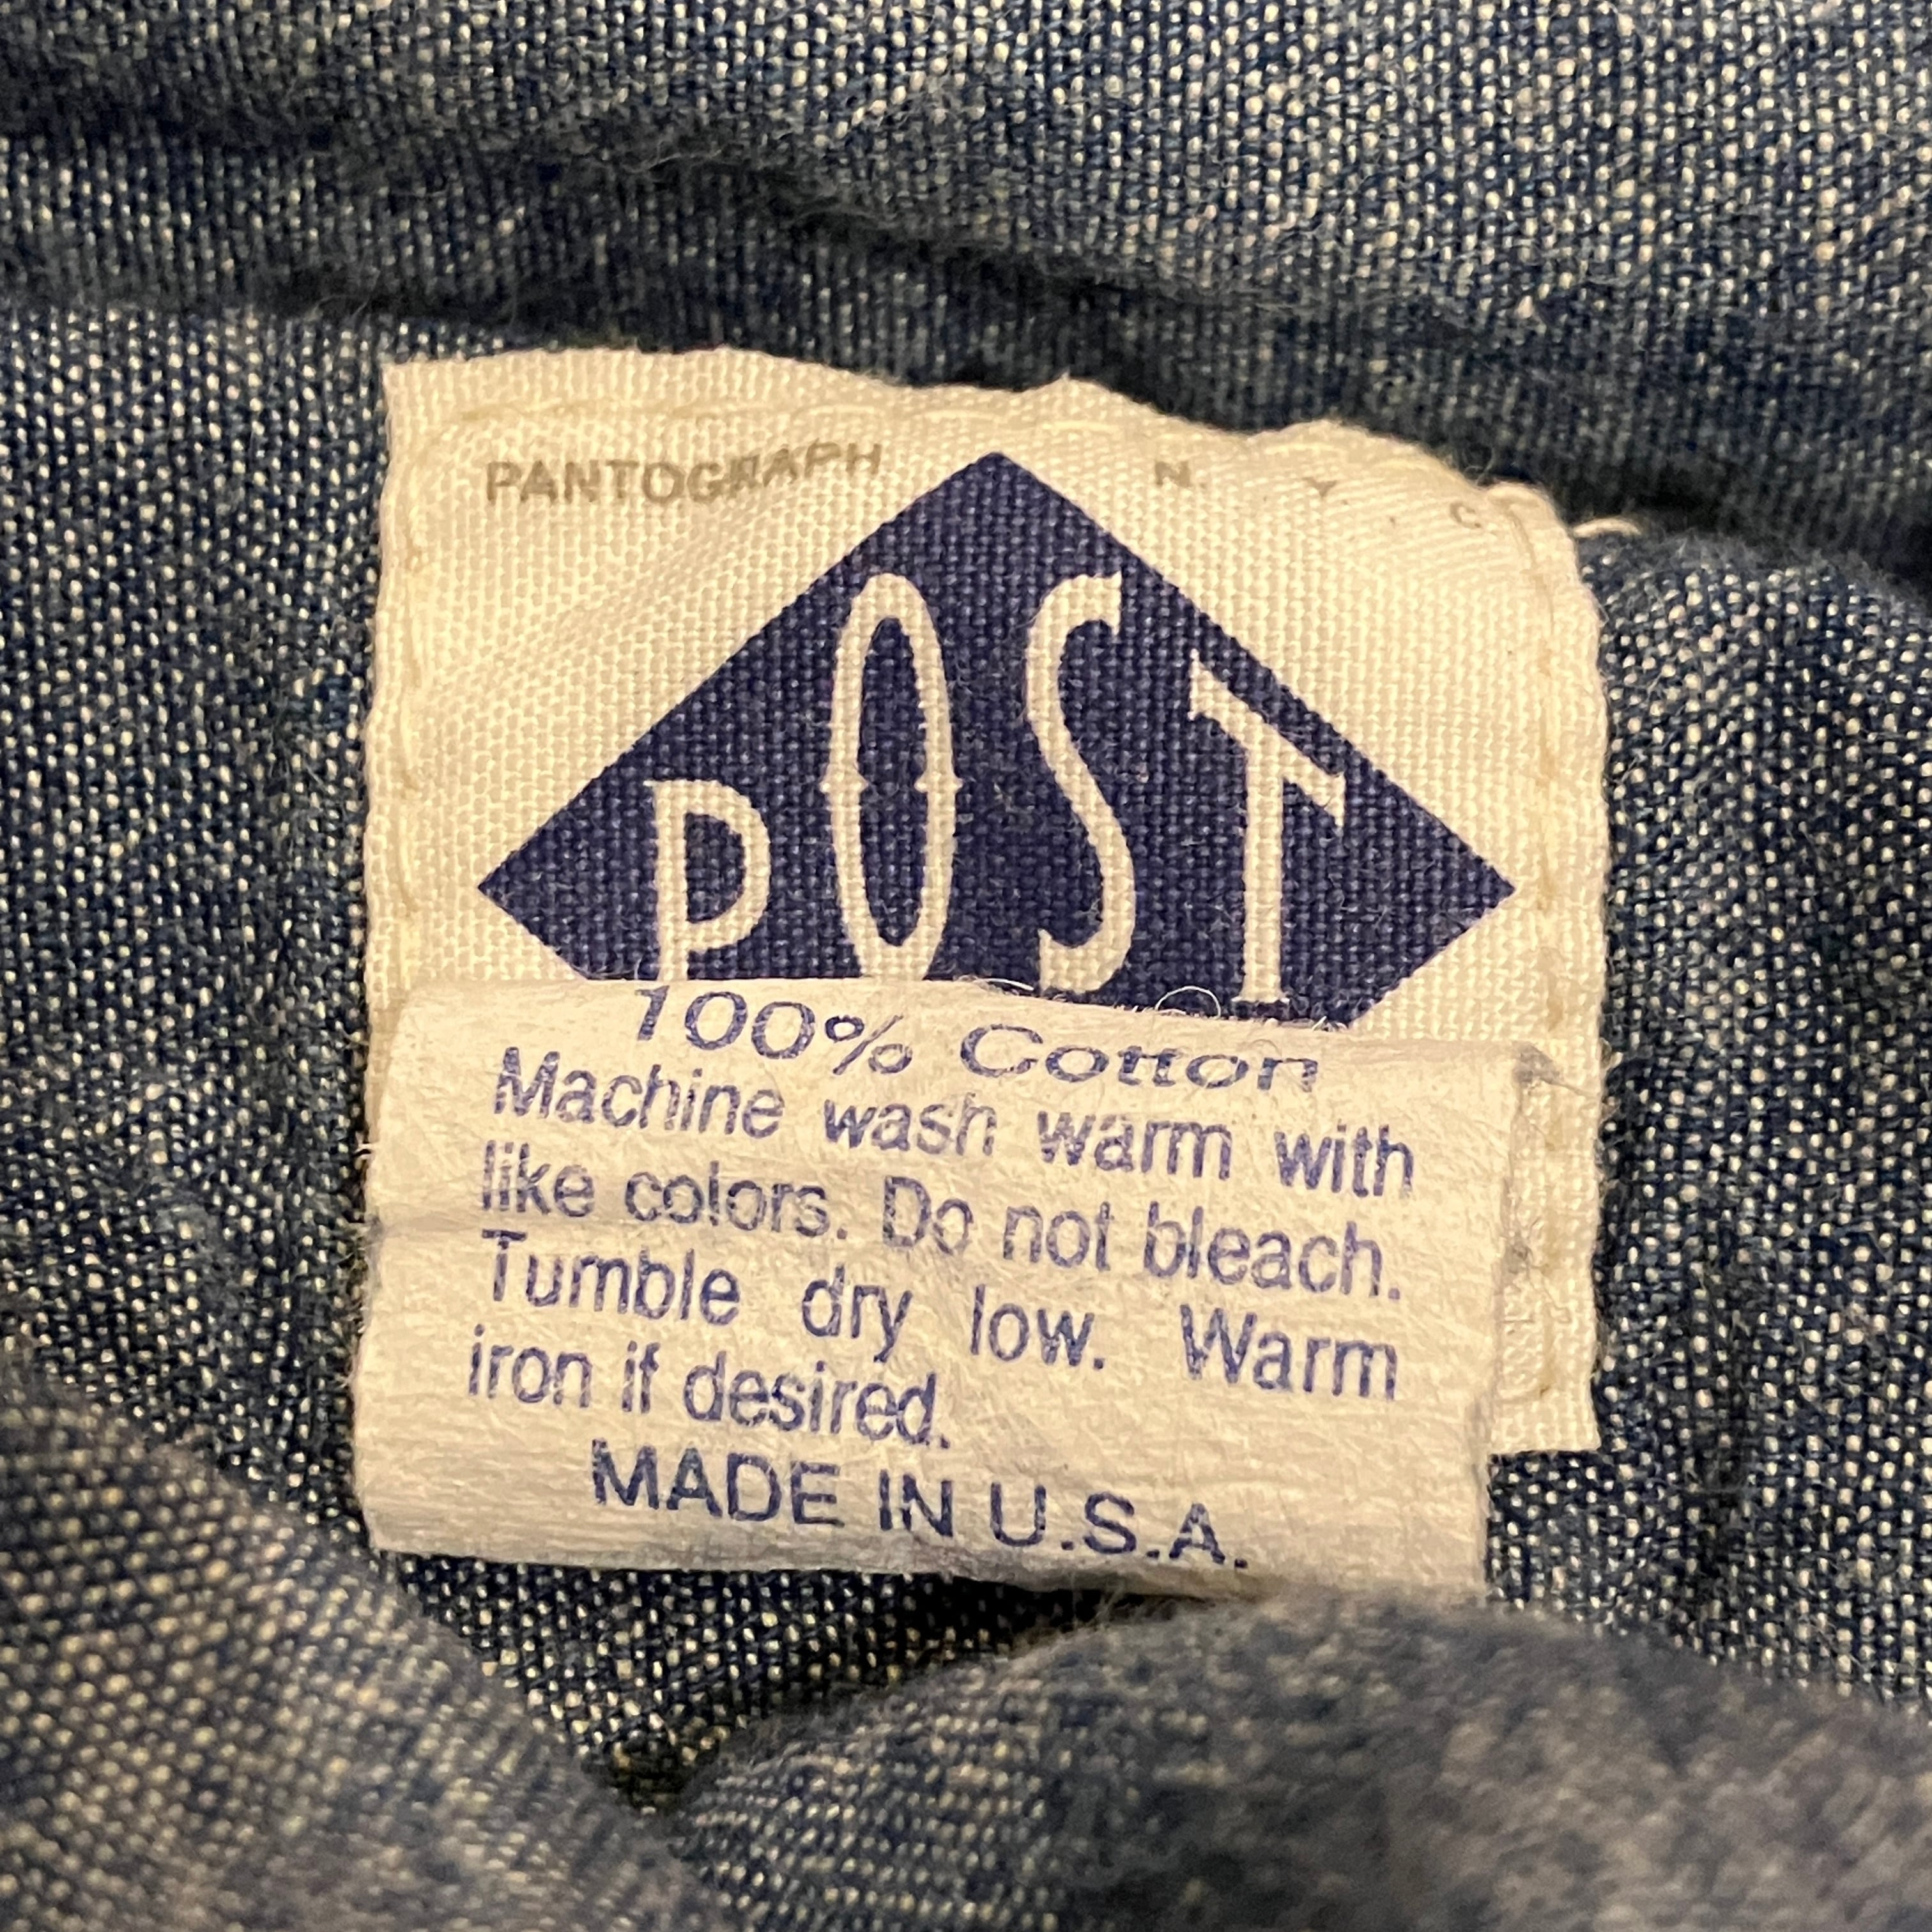 PANTOGRAPH N. Y. C
POST
100% Cotton
Machine wash warm with
like colors. Do not bleach.
Tumble dry low. Warm
iron if desired.
MADE IN U.S.A.